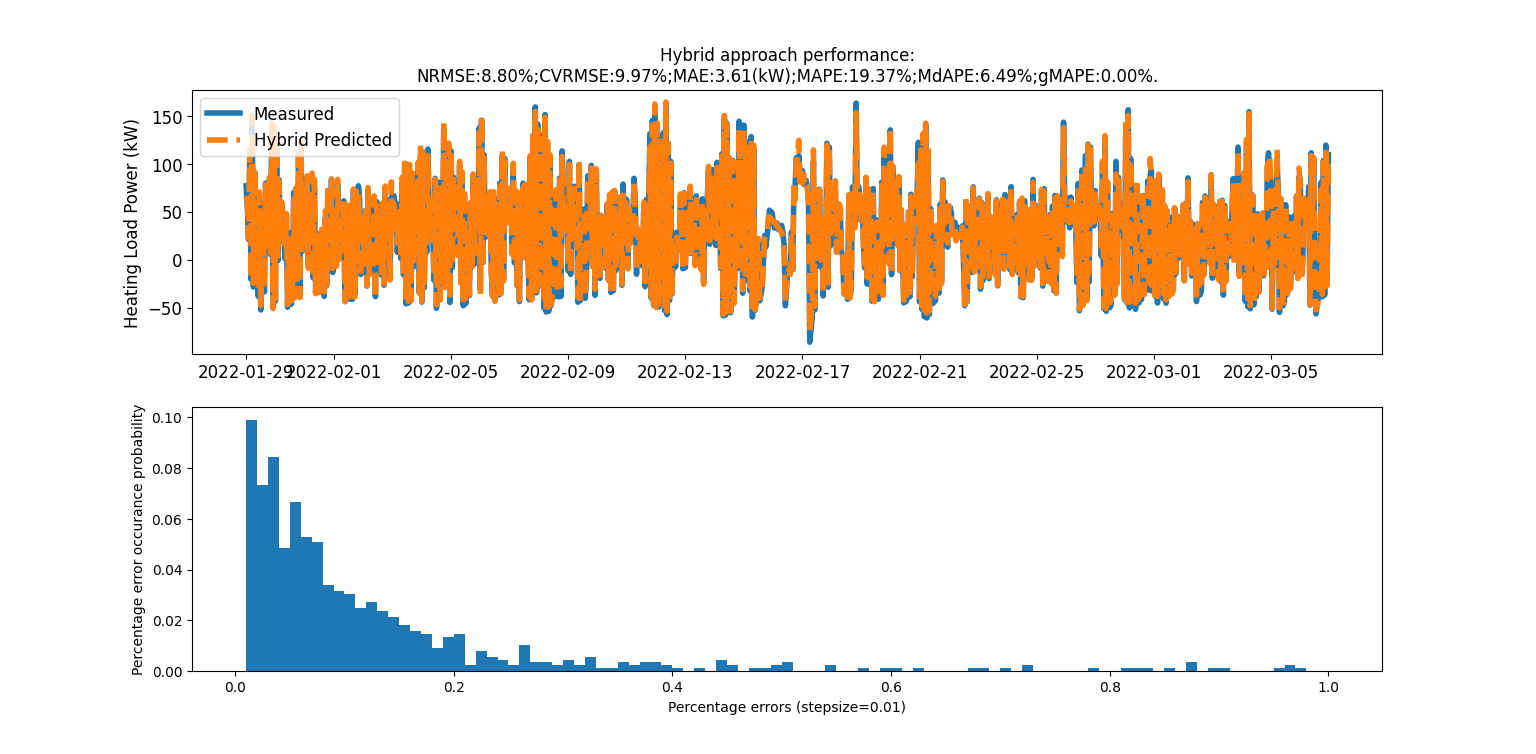 Hybrid approach performance:
NRMSE:8.80%;CVRMSE:9.97%;MAE:3.61(kW);MAPE:19.37%;MdAPE:6.49%;gMAPE:0.00%.
Heating Load Power (kW)
150
100
50
0
−50
Measured
Hybrid Predicted
2022-01-29 2022-02-01 2022-02-05 2022-02-09 2022-02-13 2022-02-17 2022-02-21 2022-02-25 2022-03-01 2022-03-05
Percentage error occurance probability
0.10
0.08
0.06
0.04
0.02
0.00
0.0 0.2 0.4 0.6 0.8 1.0
Percentage errors (stepsize=0.01)